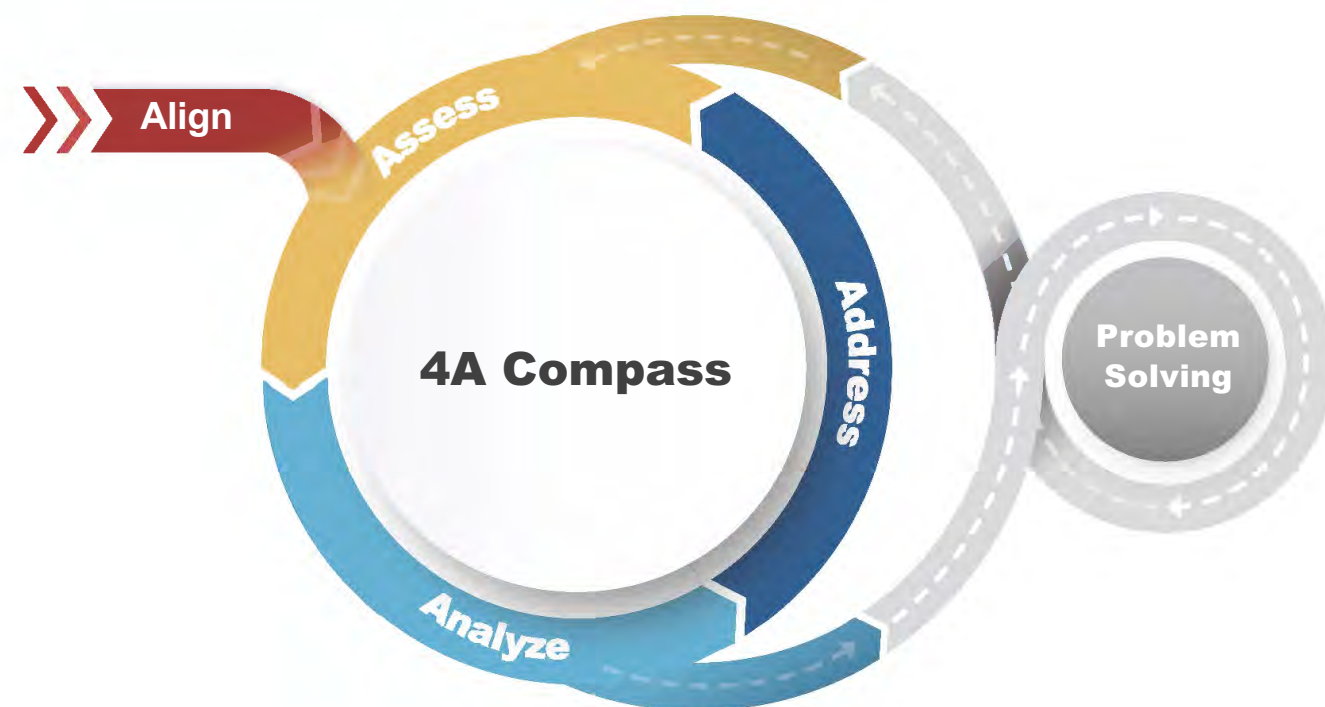 Align
Assess
Address
4A Compass
Problem
Solving
Analyze